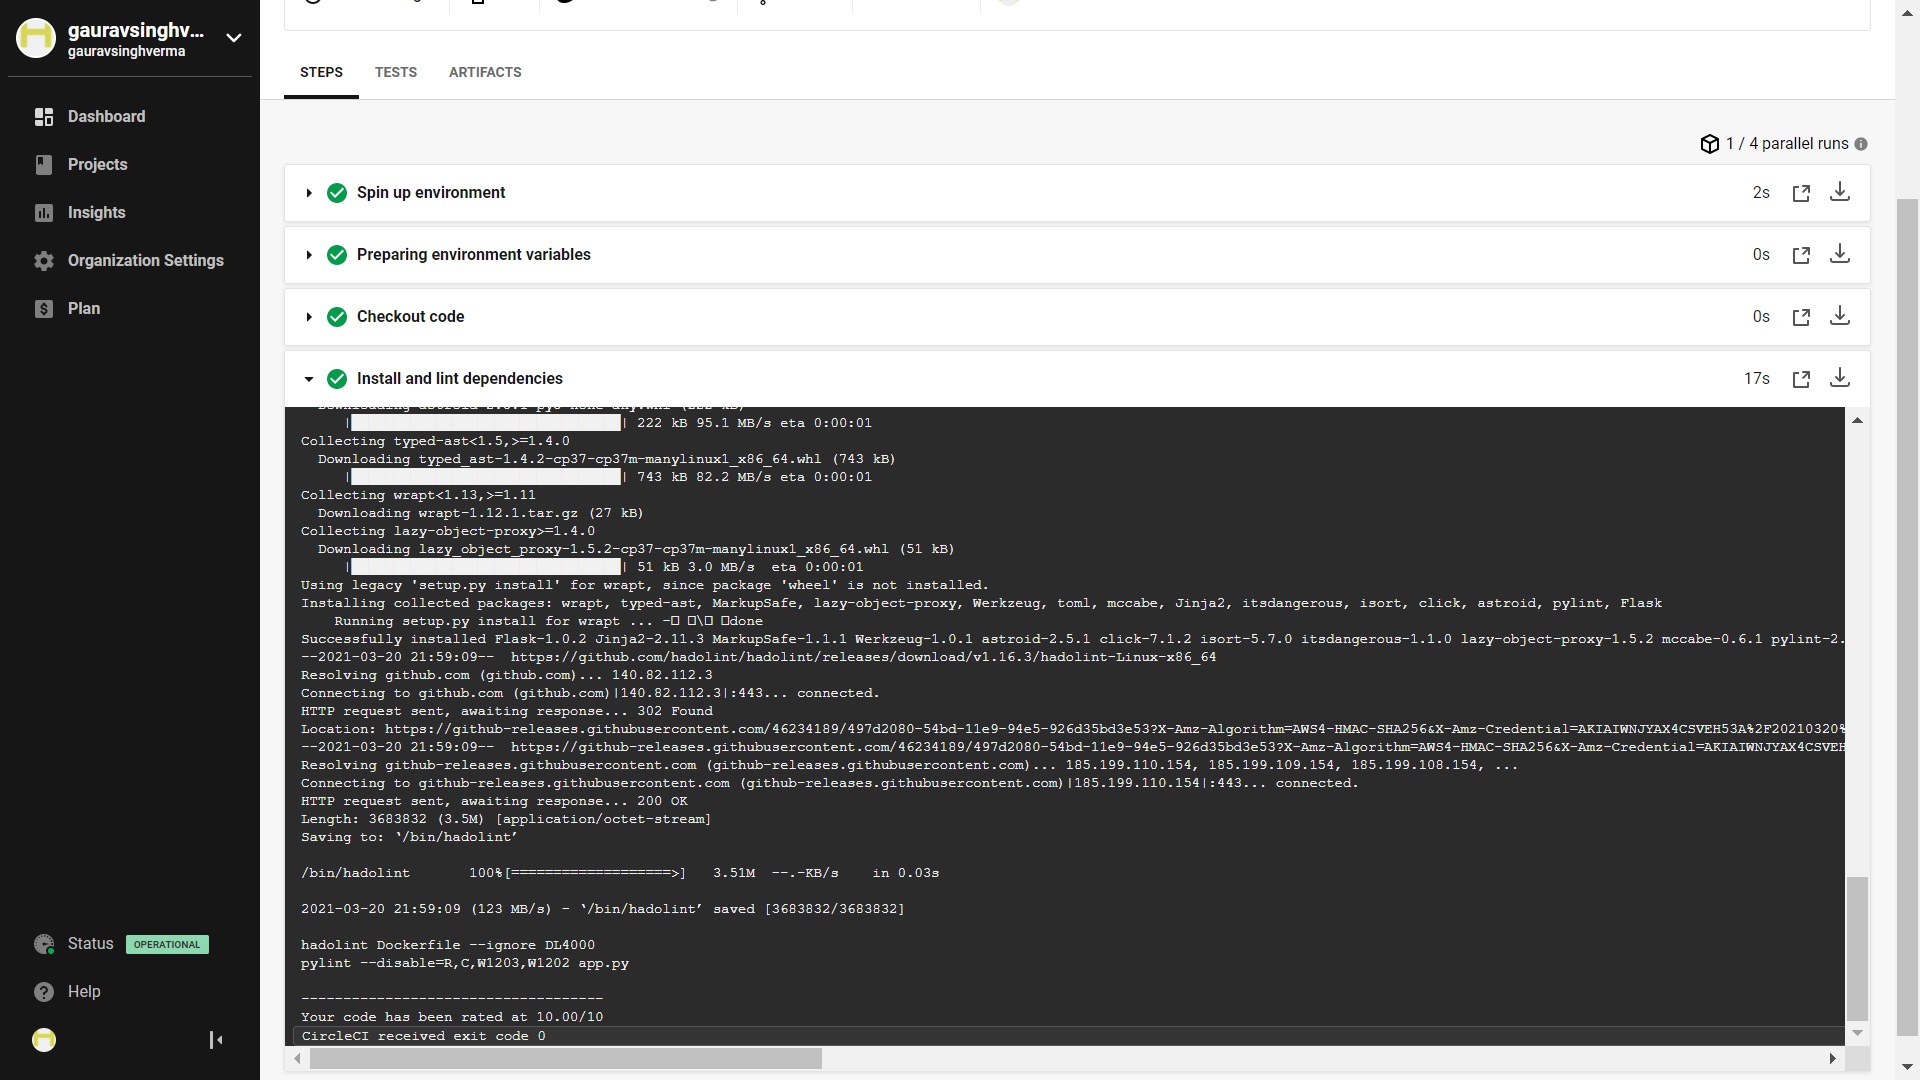 gauravsinghv...
gauravsinghverma
Dashboard
Projects
Insights
Organization Settings
Plan
Status OPERATIONAL
Help
STEPS TESTS ARTIFACTS
1 / 4 parallel runs
Spin up environment 2s
Preparing environment variables 0s
Checkout code 0s
Install and lint dependencies 17s
| 222 kB 95.1 MB/s eta 0:00:01
Collecting typed-ast<1.5,>=1.4.0
Downloading typed_ast-1.4.2-cp37-cp37m-manylinux1_x86_64.whl (743 kB)
| | 743 kB 82.2 MB/s eta 0:00:01
Collecting wrapt<1.13,>=1.11
Downloading wrapt-1.12.1.tar.gz (27 kB)
Collecting lazy-object-proxy>=1.4.0
Downloading lazy_object_proxy-1.5.2-cp37-cp37m-manylinux1_x86_64.whl (51 kB)
| | 51 kB 3.0 MB/s  eta 0:00:01
Using legacy 'setup.py install' for wrapt, since package 'wheel' is not installed.
Installing collected packages: wrapt, typed-ast, MarkupSafe, lazy-object-proxy, Werkzeug, toml, mccabe, Jinja2, itsdangerous, isort, click, astroid, pylint, Flask
Running setup.py install for wrapt ... -□ □\□ □done
Successfully installed Flask-1.0.2 Jinja2-2.11.3 MarkupSafe-1.1.1 Werkzeug-1.0.1 astroid-2.5.1 click-7.1.2 isort-5.7.0 itsdangerous-1.1.0 lazy-object-proxy-1.5.2 mccabe-0.6.1 pylint-2.
--2021-03-20 21:59:09--  https://github.com/hadolint/hadolint/releases/download/v1.16.3/hadolint-Linux-x86_64
Resolving github.com (github.com)... 140.82.112.3
Connecting to github.com (github.com)|140.82.112.3|:443... connected.
HTTP request sent, awaiting response... 302 Found
Location: https://github-releases.githubusercontent.com/46234189/497d2080-54bd-11e9-94e5-926d35bd3e53?X-Amz-Algorithm=AWS4-HMAC-SHA256&X-Amz-Credential=AKIAIWNJYAX4CSVEH53A%2F20210320%
--2021-03-20 21:59:09--  https://github-releases.githubusercontent.com/46234189/497d2080-54bd-11e9-94e5-926d35bd3e53?X-Amz-Algorithm=AWS4-HMAC-SHA256&X-Amz-Credential=AKIAIWNJYAX4CSVEH
Resolving github-releases.githubusercontent.com (github-releases.githubusercontent.com)... 185.199.110.154, 185.199.109.154, 185.199.108.154, ...
Connecting to github-releases.githubusercontent.com (github-releases.githubusercontent.com)|185.199.110.154|:443... connected.
HTTP request sent, awaiting response... 200 OK
Length: 3683832 (3.5M) [application/octet-stream]
Saving to: ‘/bin/hadolint’
/bin/hadolint       100%[===================>]   3.51M  --.-KB/s    in 0.03s
2021-03-20 21:59:09 (123 MB/s) - ‘/bin/hadolint’ saved [3683832/3683832]
hadolint Dockerfile --ignore DL4000
pylint --disable=R,C,W1203,W1202 app.py
------------------------------------
Your code has been rated at 10.00/10
CircleCI received exit code 0